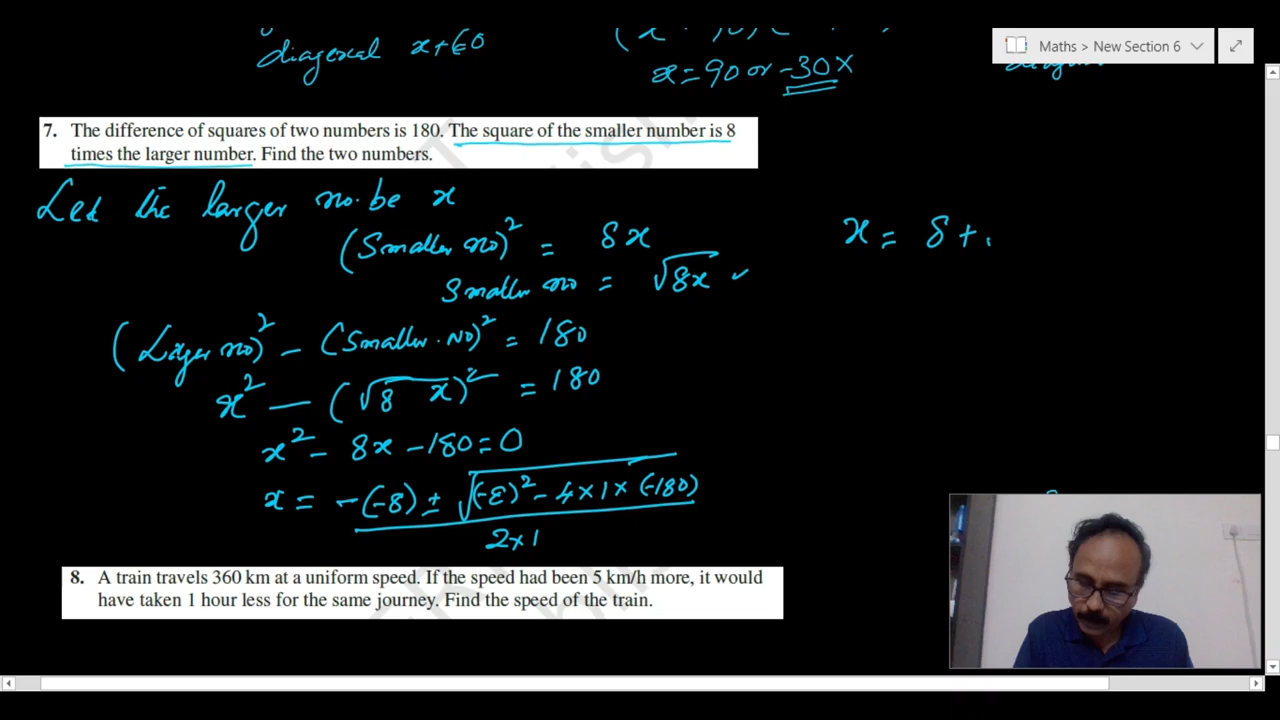 diagonal x+60
x=90 or -30 x
Maths > New Section 6
7. The difference of squares of two numbers is 180. The square of the smaller number is 8
times the larger number. Find the two numbers.
Let the larger no. be x
(Smaller no)² = 8x
x = 8+
Smaller no = √8x ✓
(Larger no)² - (Smaller. No)² = 180
x² - (√8 x)² = 180
x² - 8x - 180 = 0
x = -(-8) ± √(-8)² - 4×1×(-180)
2×1
8. A train travels 360 km at a uniform speed. If the speed had been 5 km/h more, it would
have taken 1 hour less for the same journey. Find the speed of the train.